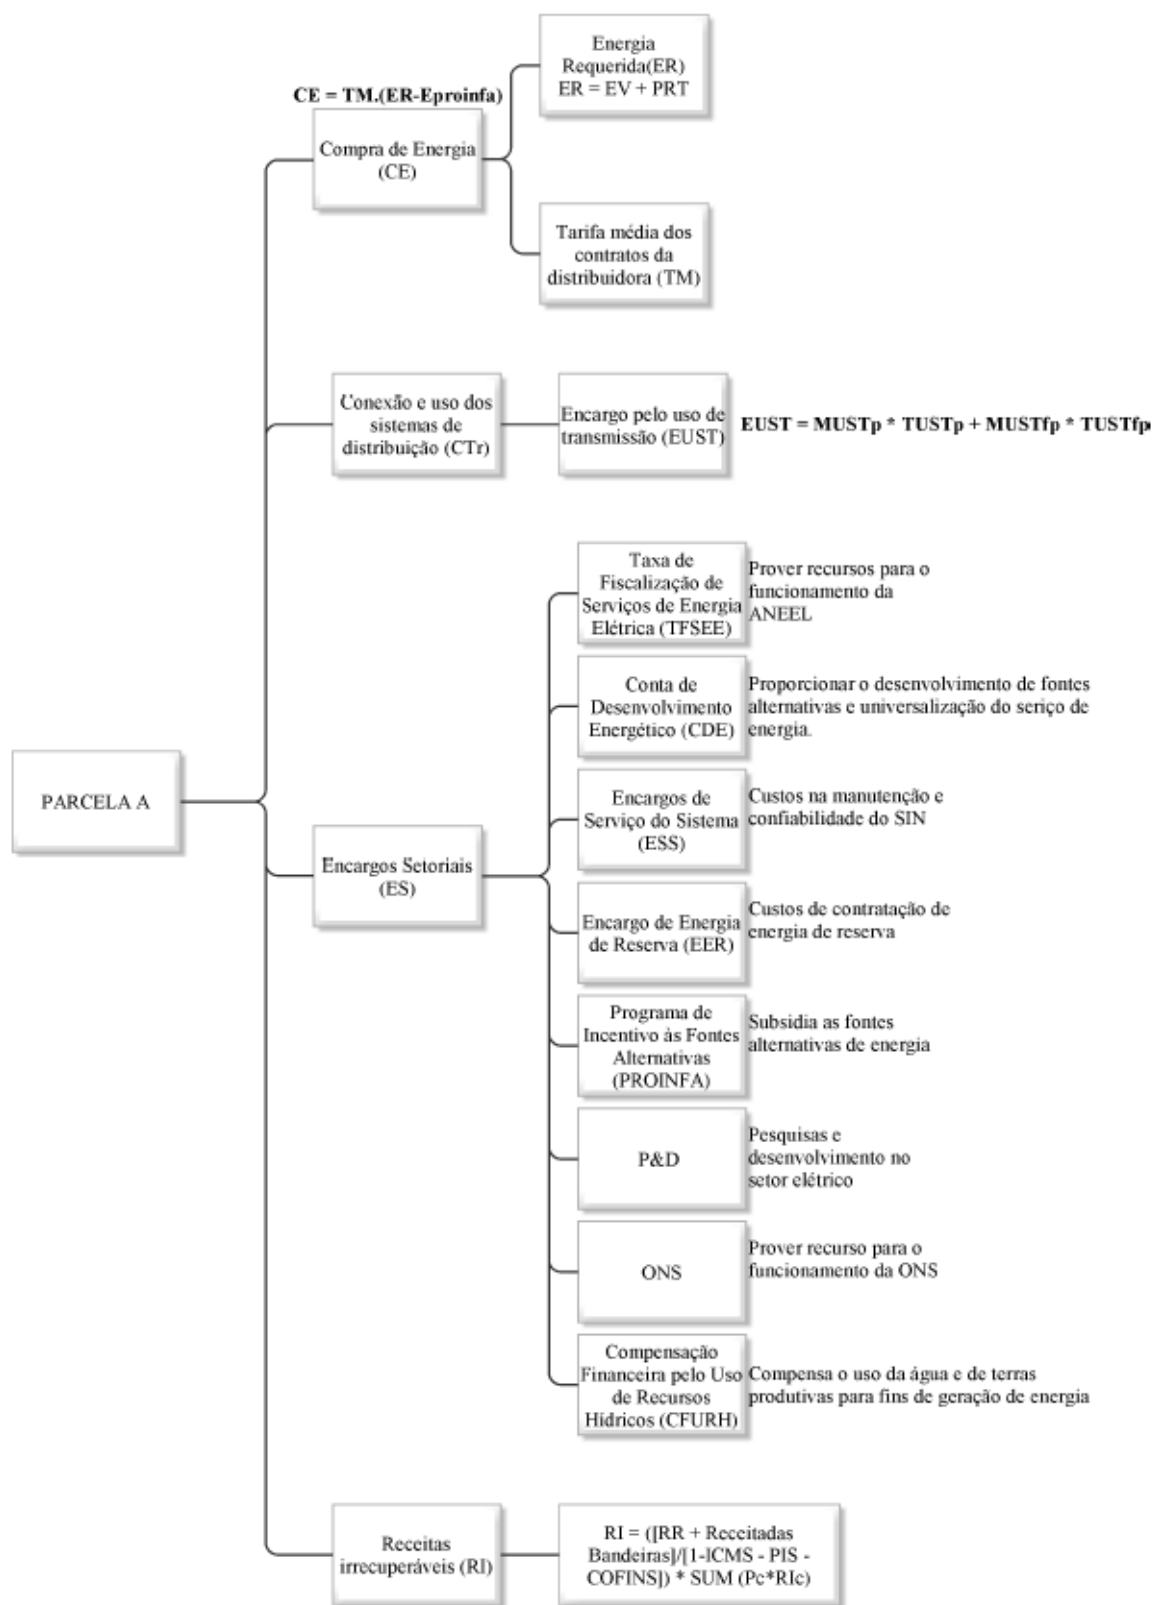 Energia
Requerida(ER)
ER = EV + PRT
CE = TM.(ER-Eproinfa)
Compra de Energia
(CE)
Tarifa média dos
contratos da
distribuidora (TM)
Conexão e uso dos
sistemas de
distribuição (CTr)
Encargo pelo uso de
transmissão (EUST)
EUST = MUSTp * TUSTp + MUSTfp * TUSTfp
Taxa de
Fiscalização de
Serviços de Energia
Elétrica (TFSEE)
Prover recursos para o
funcionamento da
ANEEL
Conta de
Desenvolvimento
Energético (CDE)
Proporcionar o desenvolvimento de fontes
alternativas e universalização do seriço de
energia.
PARCELA A
Encargos Setoriais
(ES)
Encargos de
Serviço do Sistema
(ESS)
Custos na manutenção e
confiabilidade do SIN
Encargo de Energia
de Reserva (EER)
Custos de contratação de
energia de reserva
Programa de
Incentivo às Fontes
Alternativas
(PROINFA)
Subsidia as fontes
alternativas de energia
P&D
Pesquisas e
desenvolvimento no
setor elétrico
ONS
Prover recurso para o
funcionamento da ONS
Compensação
Financeira pelo Uso
de Recursos
Hídricos (CFURH)
Compensa o uso da água e de terras
produtivas para fins de geração de energia
Receitas
irrecuperáveis (RI)
RI = ([RR + Receitadas
Bandeiras]/[1-ICMS - PIS -
COFINS]) * SUM (Pc*RIc)